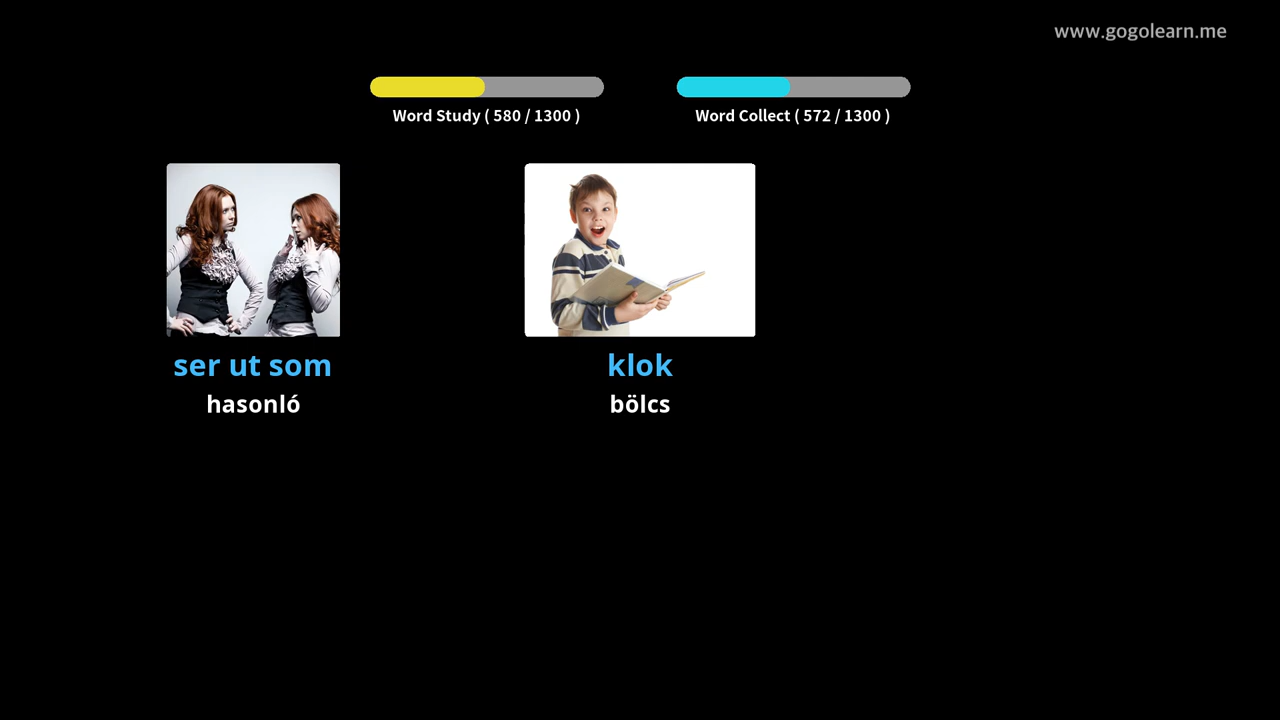 www.gogolearn.me
Word Study ( 580 / 1300 )
Word Collect ( 572 / 1300 )
ser ut som
hasonló
klok
bölcs